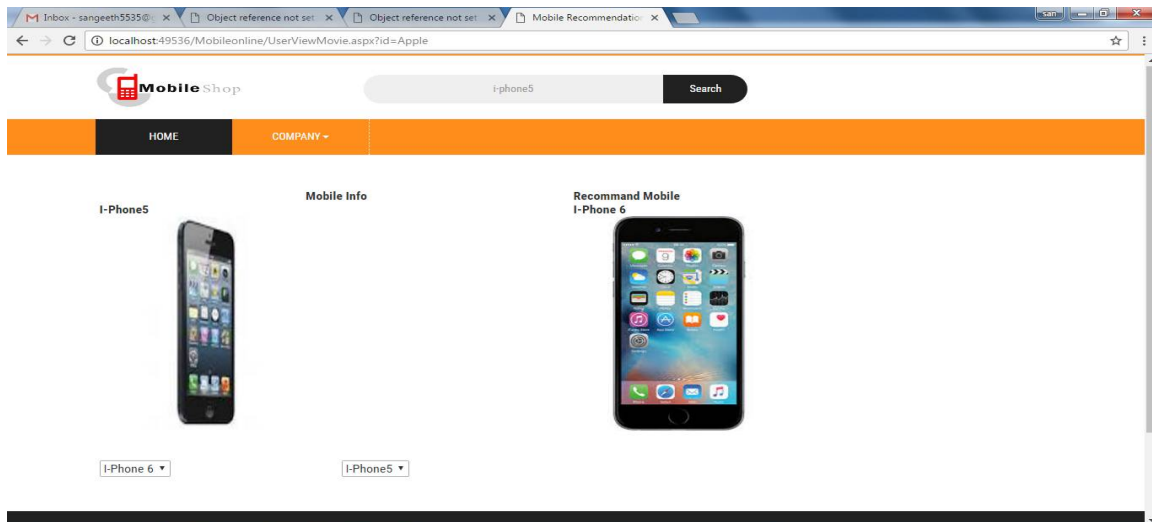 Inbox - sangeeth5535@
Object reference not set
Object reference not set
Mobile Recommendation
san
localhost:49536/Mobileonline/UserViewMovie.aspx?id=Apple
Mobile Shop
i-phone5
Search
HOME
COMPANY
Mobile Info
Recommand Mobile
I-Phone5
I-Phone 6
I-Phone 6
I-Phone5